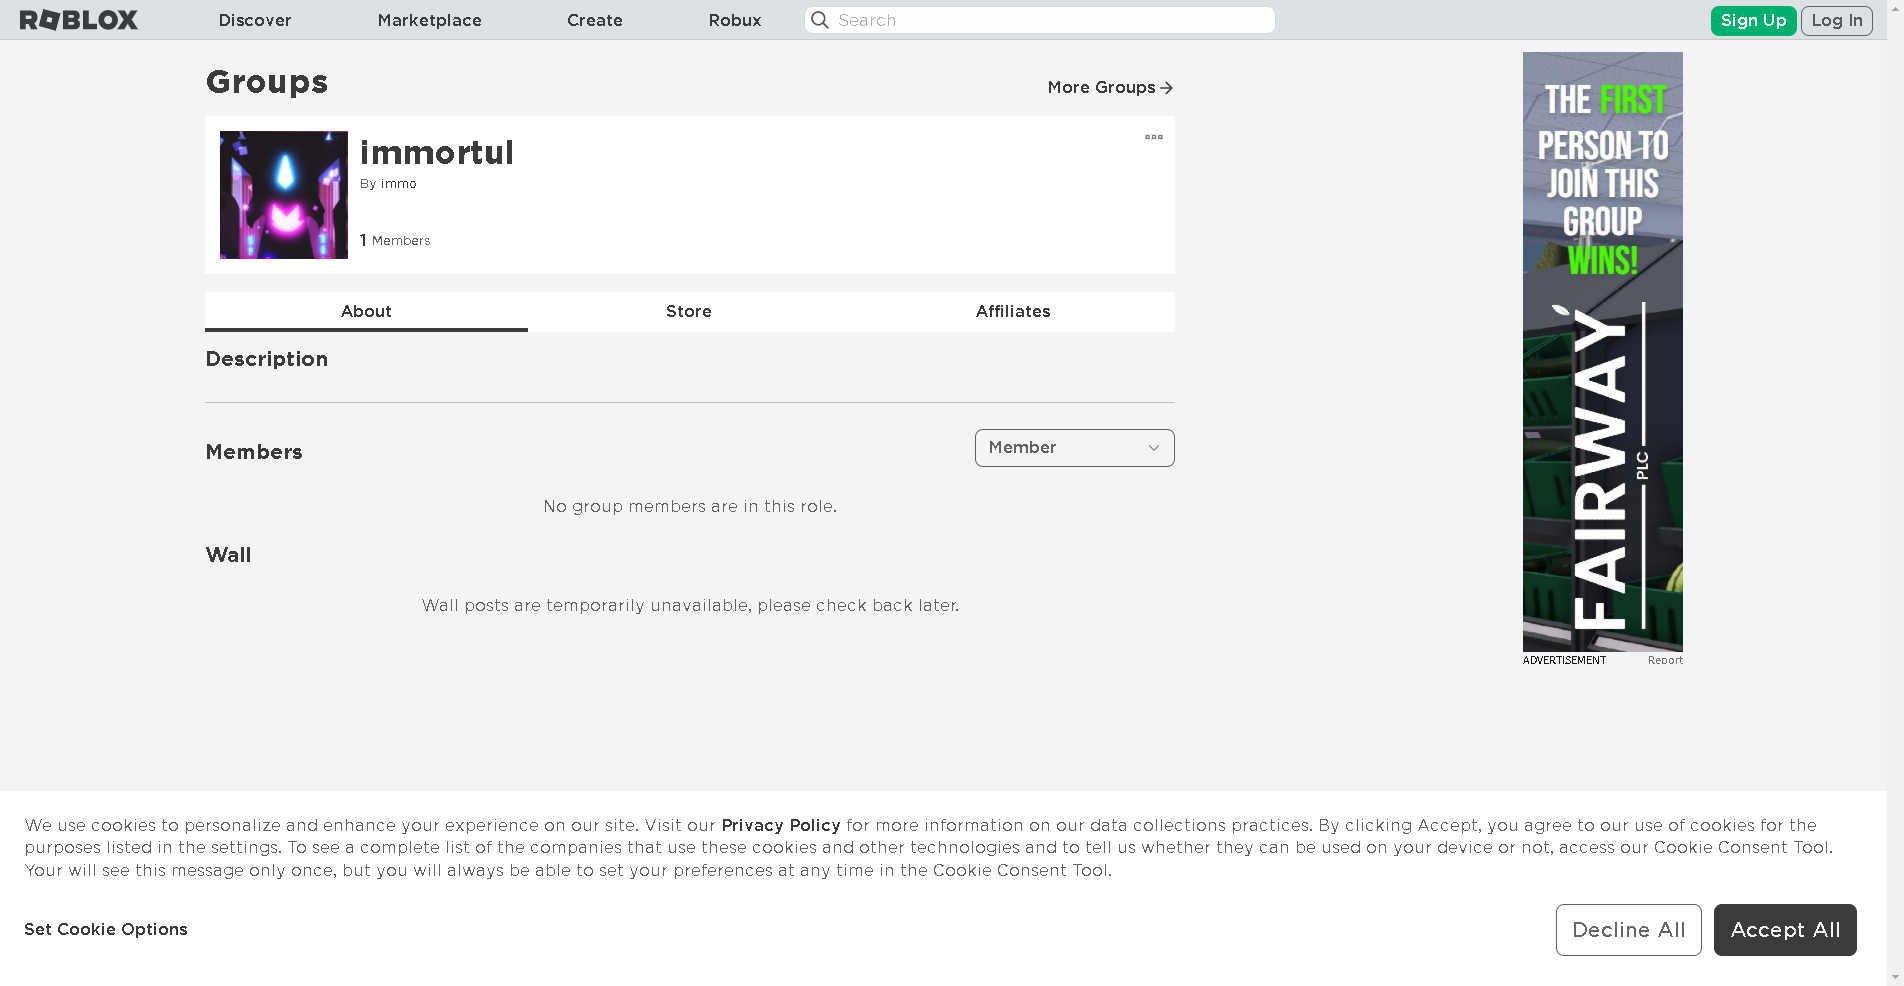 ROBLOX
Discover
Marketplace
Create
Robux
Search
Sign Up
Log In
Groups
More Groups
immortul
By immo
1 Members
About
Store
Affiliates
Description
Members
Member
No group members are in this role.
Wall
Wall posts are temporarily unavailable, please check back later.
THE FIRST
PERSON TO
JOIN THIS
GROUP
WINS!
FAIRWAY
PLC
ADVERTISEMENT
Report
We use cookies to personalize and enhance your experience on our site. Visit our Privacy Policy for more information on our data collections practices. By clicking Accept, you agree to our use of cookies for the
purposes listed in the settings. To see a complete list of the companies that use these cookies and other technologies and to tell us whether they can be used on your device or not, access our Cookie Consent Tool.
Your will see this message only once, but you will always be able to set your preferences at any time in the Cookie Consent Tool.
Set Cookie Options
Decline All
Accept All